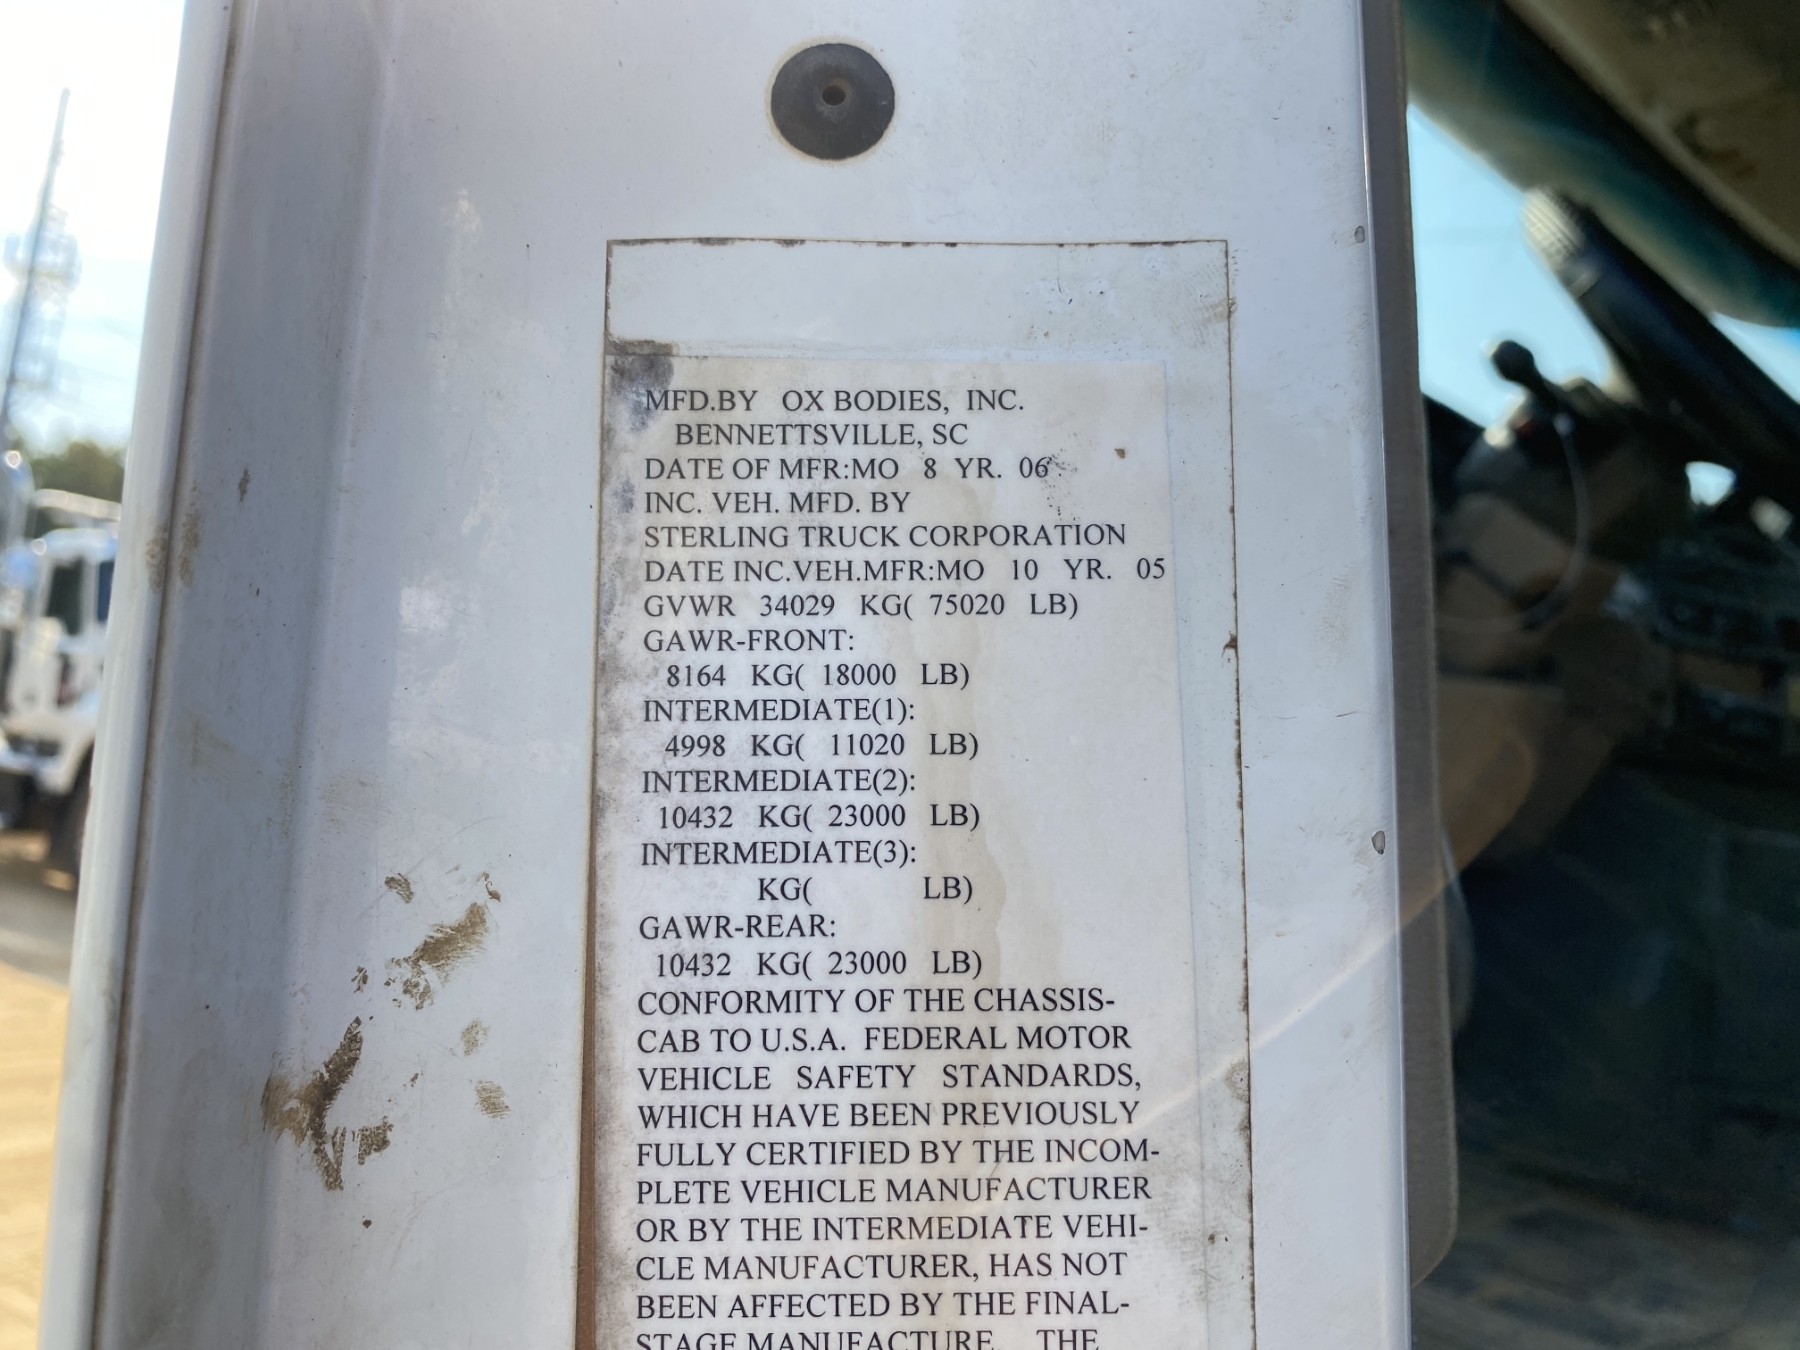 MFD.BY OX BODIES, INC.
BENNETTSVILLE, SC
DATE OF MFR:MO 8 YR. 06
INC. VEH. MFD. BY
STERLING TRUCK CORPORATION
DATE INC.VEH.MFR:MO 10 YR. 05
GVWR 34029 KG( 75020 LB)
GAWR-FRONT:
8164 KG( 18000 LB)
INTERMEDIATE(1):
4998 KG( 11020 LB)
INTERMEDIATE(2):
10432 KG( 23000 LB)
INTERMEDIATE(3):
KG( LB)
GAWR-REAR:
10432 KG( 23000 LB)
CONFORMITY OF THE CHASSIS-
CAB TO U.S.A. FEDERAL MOTOR
VEHICLE SAFETY STANDARDS,
WHICH HAVE BEEN PREVIOUSLY
FULLY CERTIFIED BY THE INCOM-
PLETE VEHICLE MANUFACTURER
OR BY THE INTERMEDIATE VEHI-
CLE MANUFACTURER, HAS NOT
BEEN AFFECTED BY THE FINAL-
STAGE MANUFACTURE. THE